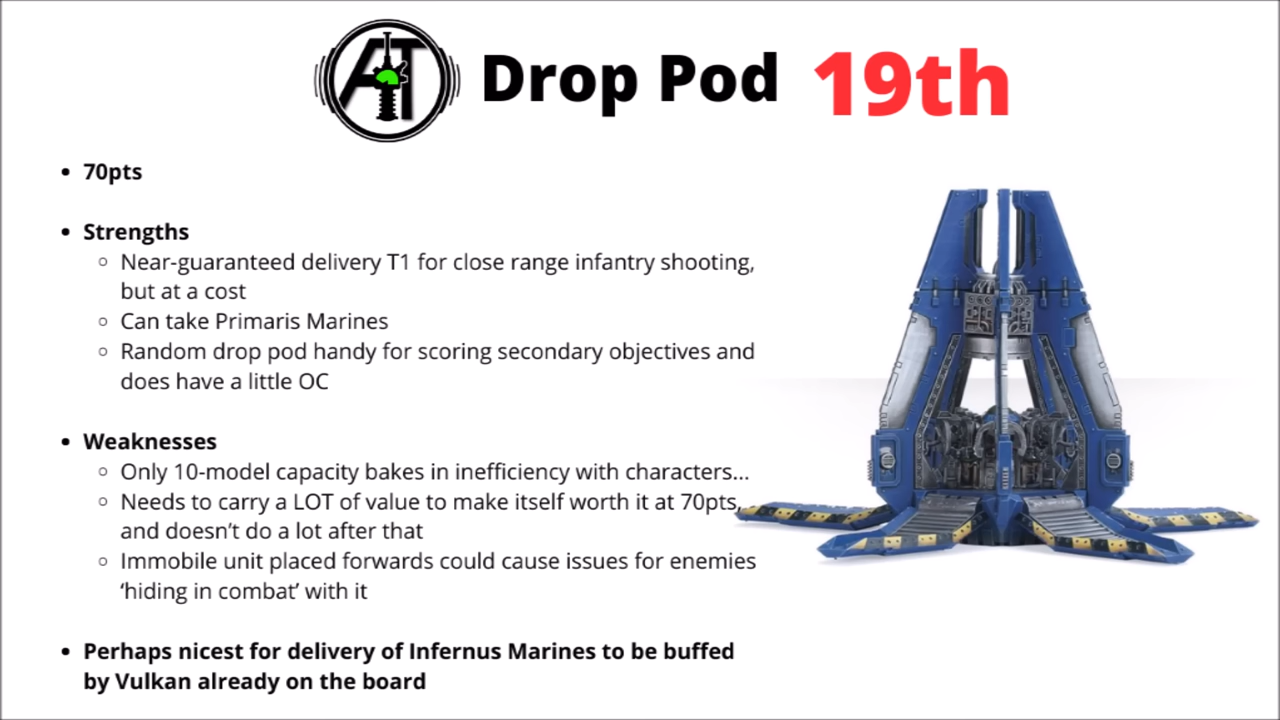 AT
Drop Pod 19th
• 70pts
• Strengths
◦ Near-guaranteed delivery T1 for close range infantry shooting,
but at a cost
◦ Can take Primaris Marines
◦ Random drop pod handy for scoring secondary objectives and
does have a little OC
• Weaknesses
◦ Only 10-model capacity bakes in inefficiency with characters...
◦ Needs to carry a LOT of value to make itself worth it at 70pts,
and doesn't do a lot after that
◦ Immobile unit placed forwards could cause issues for enemies
‘hiding in combat’ with it
• Perhaps nicest for delivery of Infernus Marines to be buffed
by Vulkan already on the board